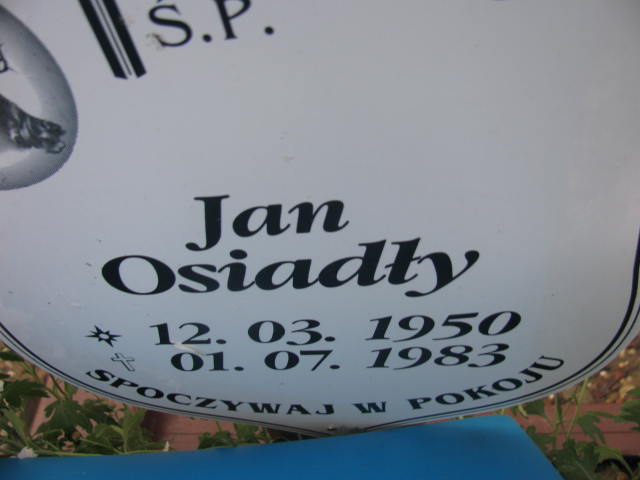 Ś.P.
Jan
Osiadły
12. 03. 1950
01. 07. 1983
SPOCZYWAJ W POKOJU